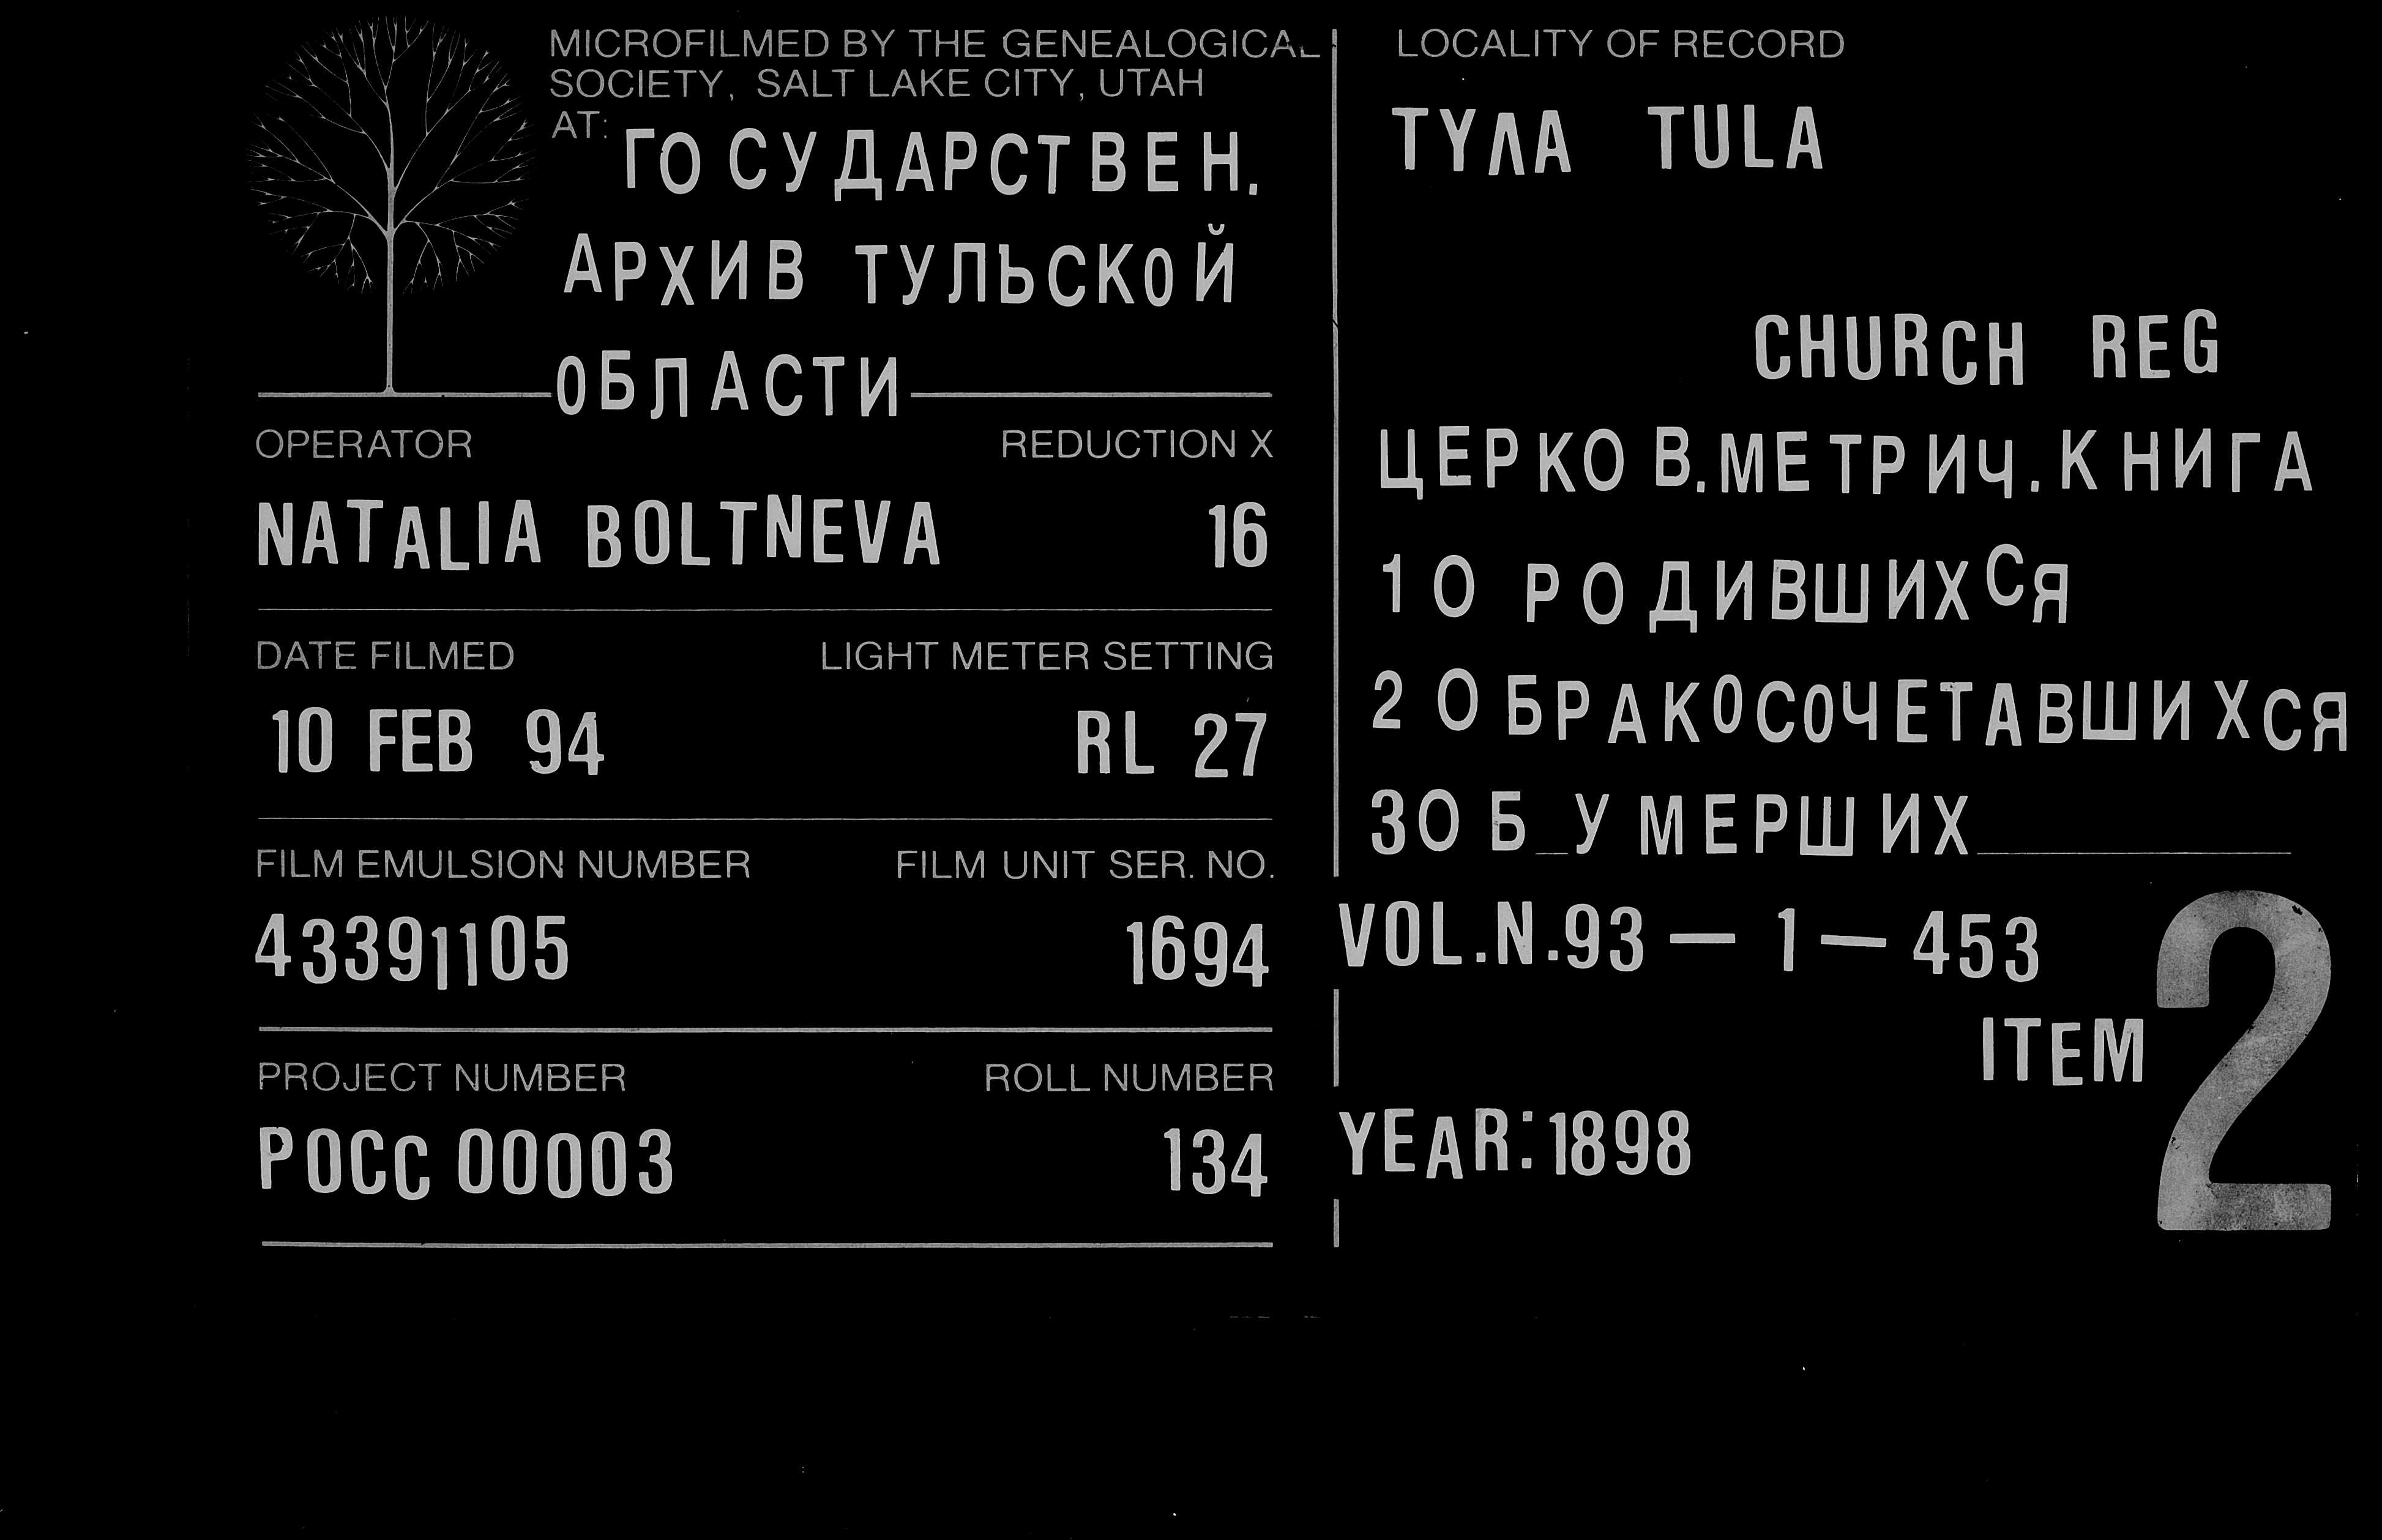 MICROFILMED BY THE GENEALOGICAL
SOCIETY, SALT LAKE CITY, UTAH
AT:
ГОСУДАРСТВЕН.
АРХИВ ТУЛЬСКОЙ
ОБЛАСТИ
OPERATOR REDUCTION X
NATALIA BOLTNEVA 16
DATE FILMED LIGHT METER SETTING
10 FEB 94 RL 27
FILM EMULSION NUMBER FILM UNIT SER. NO.
43391105 1694
PROJECT NUMBER ROLL NUMBER
POCC 00003 134
LOCALITY OF RECORD
ТУЛА TULA
CHURCH REG
ЦЕРКОВ.МЕТРИЧ.КНИГА
1 О РОДИВШИХСЯ
2 О БРАКОСОЧЕТАВШИХСЯ
3 ОБ УМЕРШИХ
VOL.N.93 — 1 — 453
ITEM 2
YEAR:1898